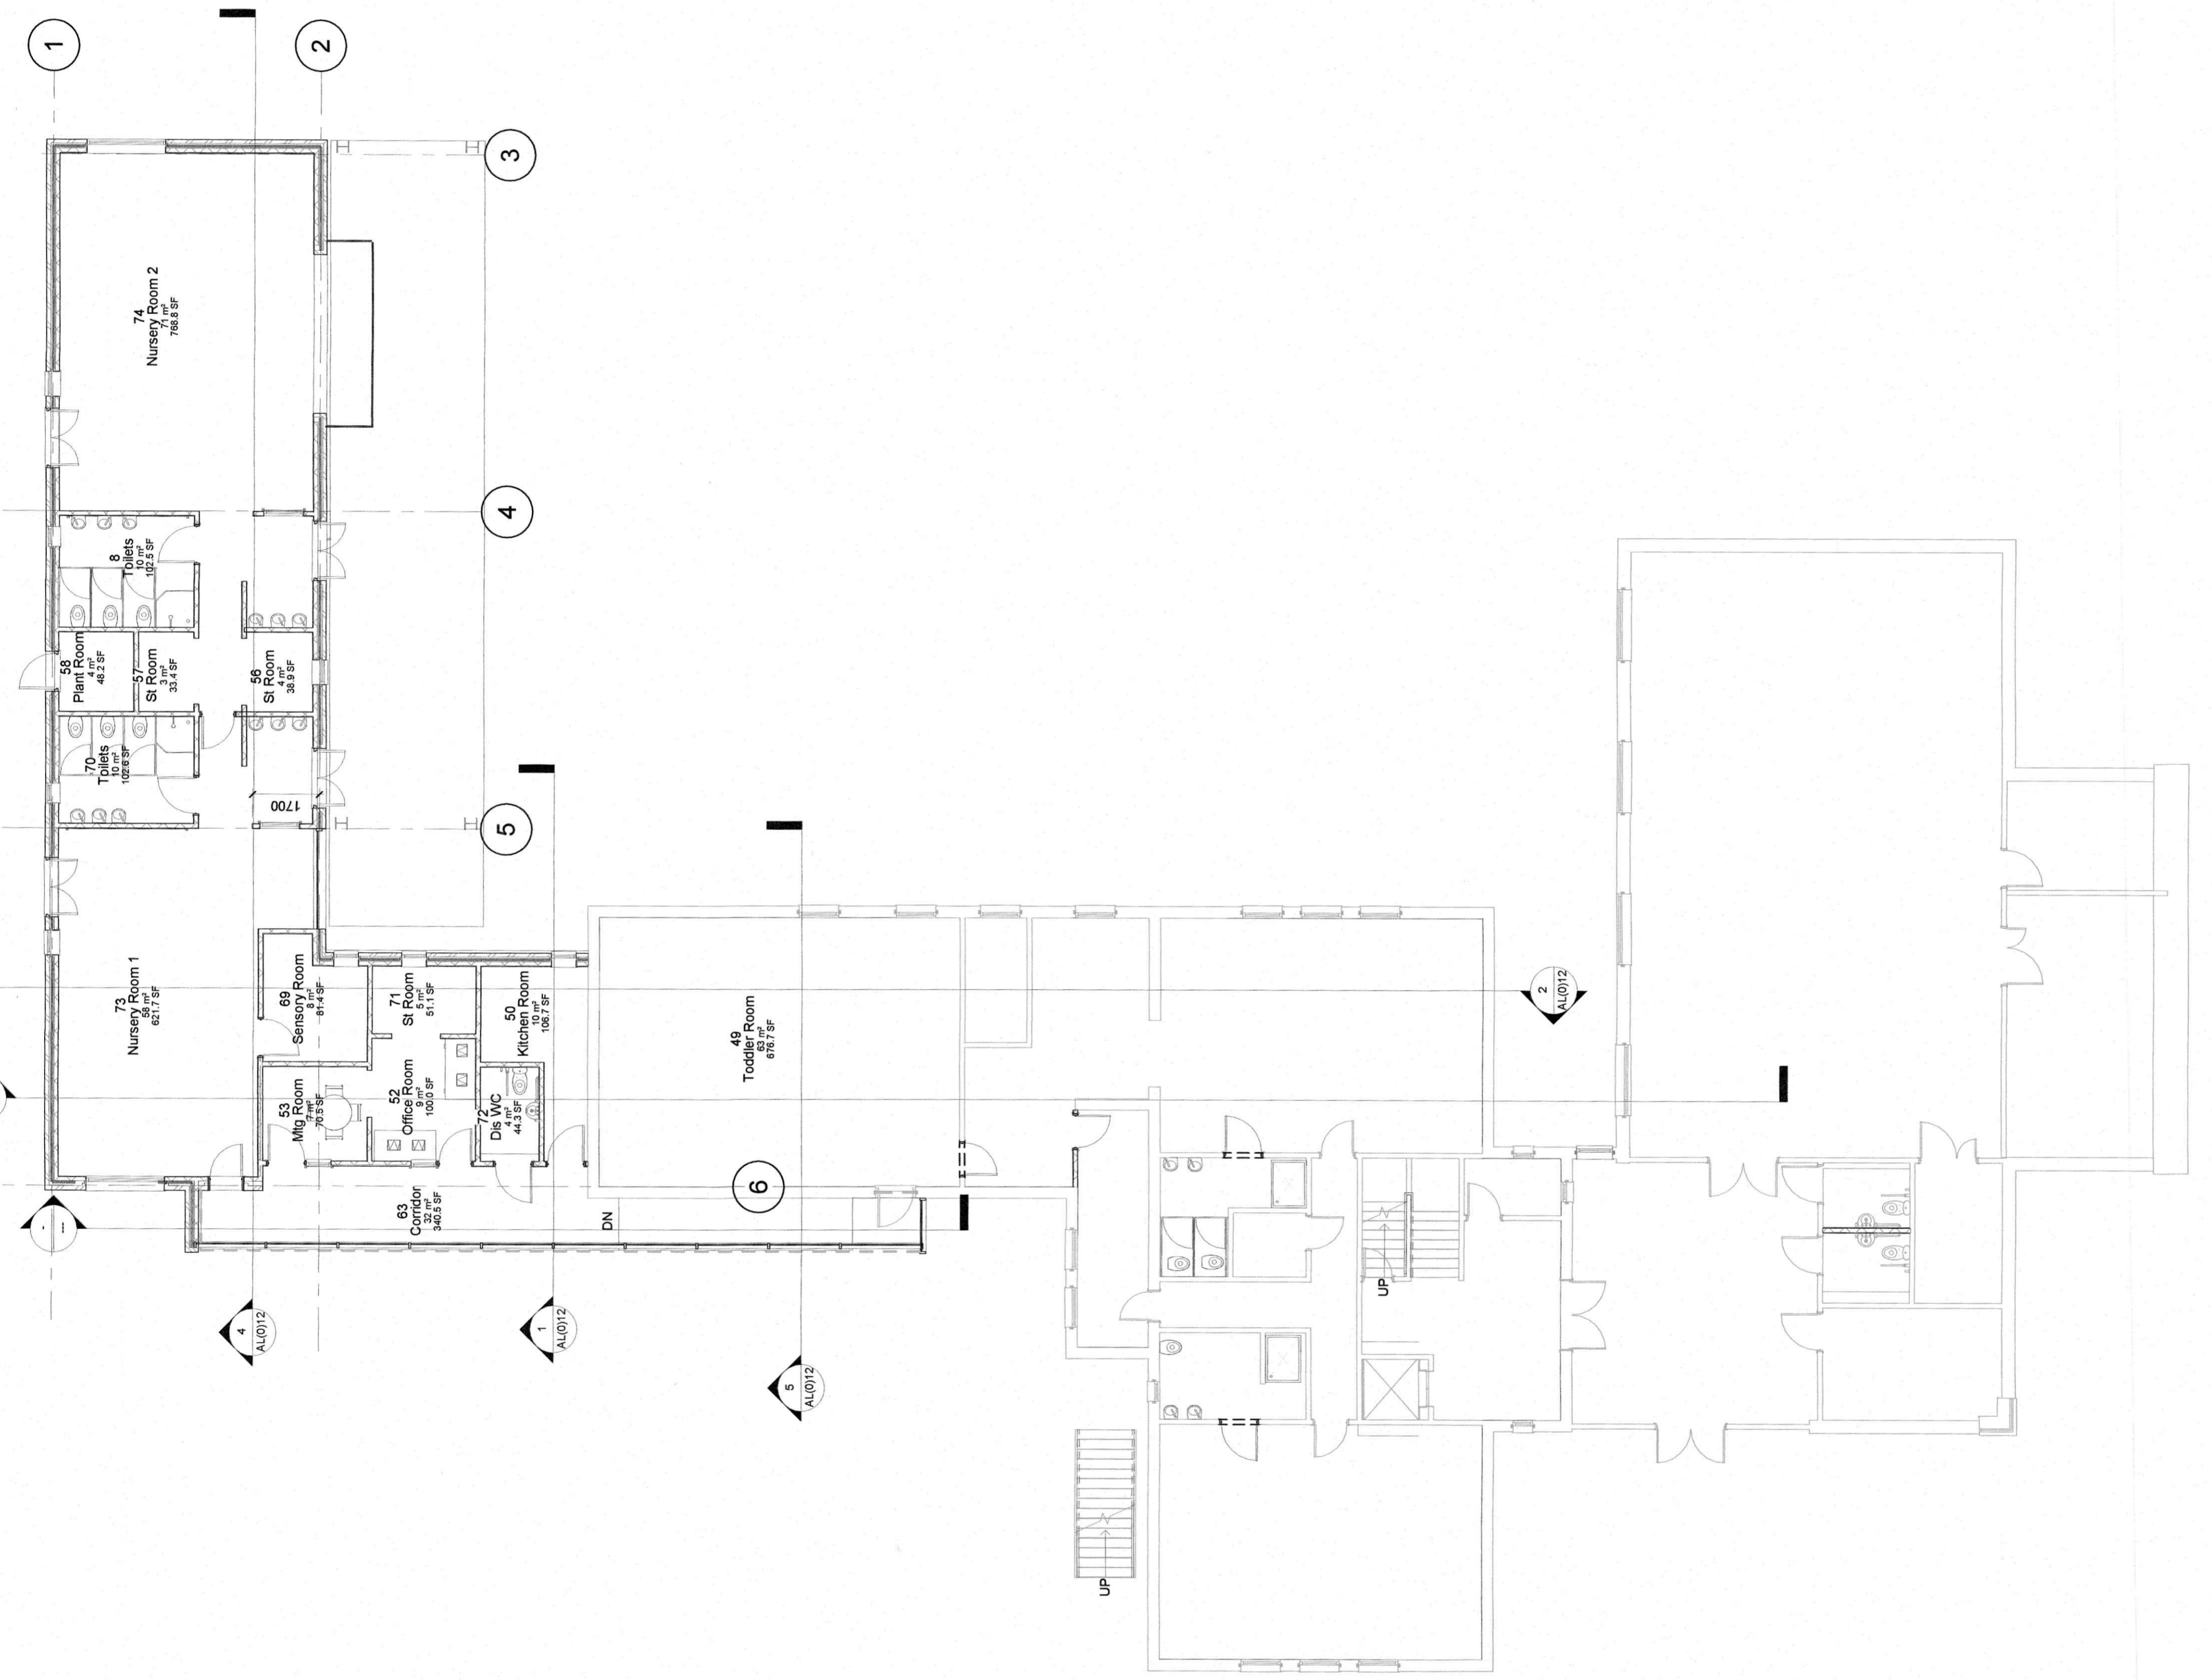 1
2
3
4
5
6
74
Nursery Room 2
71 m²
768.8 SF
8
Toilets
10 m²
102.5 SF
58
Plant Room
4 m²
48.2 SF
57
St Room
3 m²
33.4 SF
56
St Room
4 m²
38.9 SF
70
Toilets
10 m²
102.6 SF
1700
73
Nursery Room 1
58 m²
621.7 SF
69
Sensory Room
8 m²
81.4 SF
71
St Room
5 m²
51.1 SF
50
Kitchen Room
10 m²
106.7 SF
53
Mtg Room
7 m²
70.5 SF
52
Office Room
9 m²
100.0 SF
72
Dis WC
4 m²
44.3 SF
63
Corridor
32 m²
340.5 SF
DN
49
Toddler Room
63 m²
676.7 SF
4
AL(0)12
1
AL(0)12
5
AL(0)12
2
AL(0)12
UP
UP